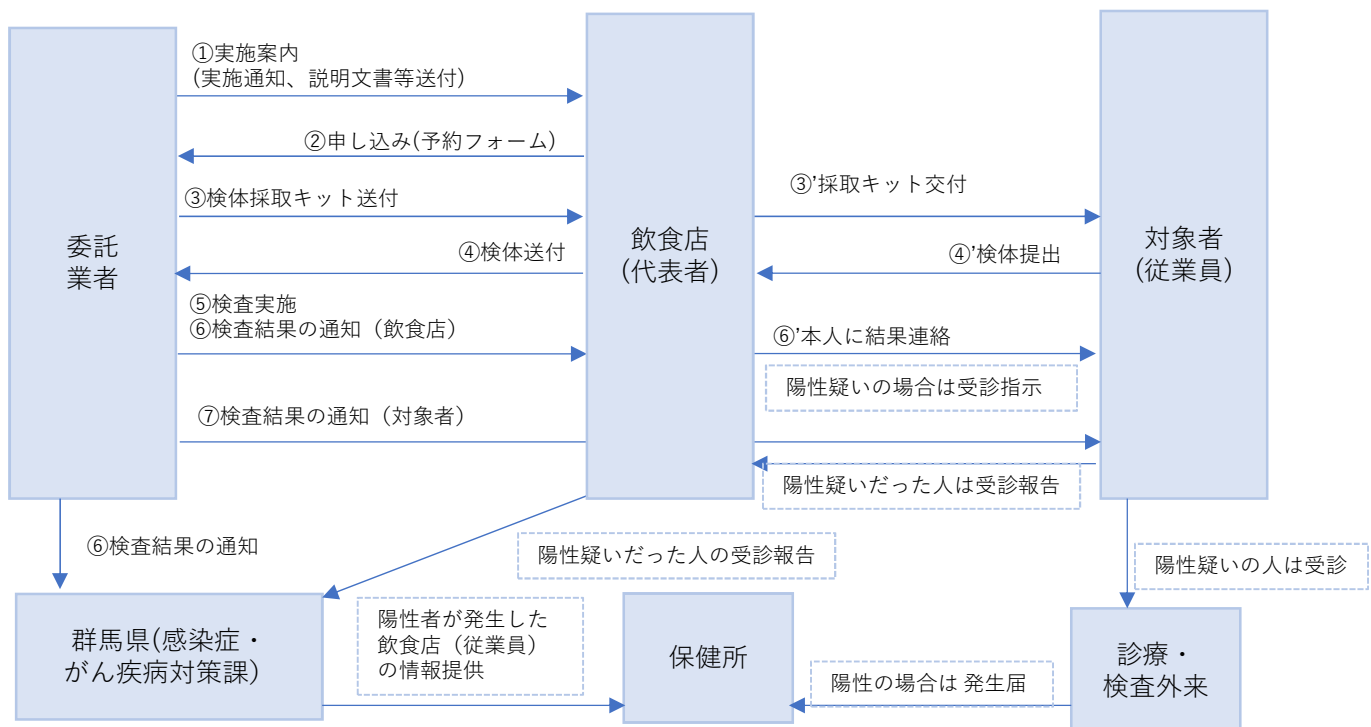 ①実施案内
(実施通知、説明文書等送付)
②申し込み(予約フォーム)
③検体採取キット送付
③’採取キット交付
委託
業者
飲食店
(代表者)
対象者
(従業員)
④検体送付
④’検体提出
⑤検査実施
⑥検査結果の通知（飲食店）
⑥’本人に結果連絡
陽性疑いの場合は受診指示
⑦検査結果の通知（対象者）
陽性疑いだった人は受診報告
⑥検査結果の通知
陽性疑いだった人の受診報告
陽性疑いの人は受診
群馬県(感染症・
がん疾病対策課)
陽性者が発生した
飲食店（従業員）
の情報提供
保健所
陽性の場合は 発生届
診療・
検査外来